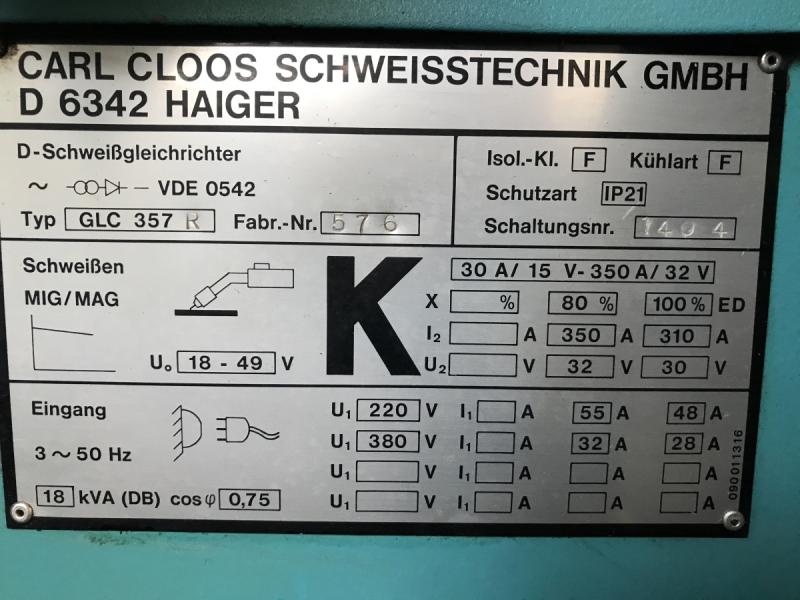 CARL CLOOS SCHWEISSTECHNIK GMBH
D 6342 HAIGER
D-Schweißgleichrichter
~ VDE 0542
Typ GLC 357 R Fabr.-Nr. 576
Isol.-Kl. F Kühlart F
Schutzart IP21
Schaltungsnr. 1404
Schweißen
MIG/MAG
U₀ 18 - 49 V
K
30 A/ 15 V- 350 A/ 32 V
X % 80 % 100 % ED
I₂ A 350 A 310 A
U₂ V 32 V 30 V
Eingang
3 ~ 50 Hz
18 kVA (DB) cos φ 0,75
U₁ 220 V I₁ A 55 A 48 A
U₁ 380 V I₁ A 32 A 28 A
U₁ V I₁ A A A
U₁ V I₁ A A A
090011316